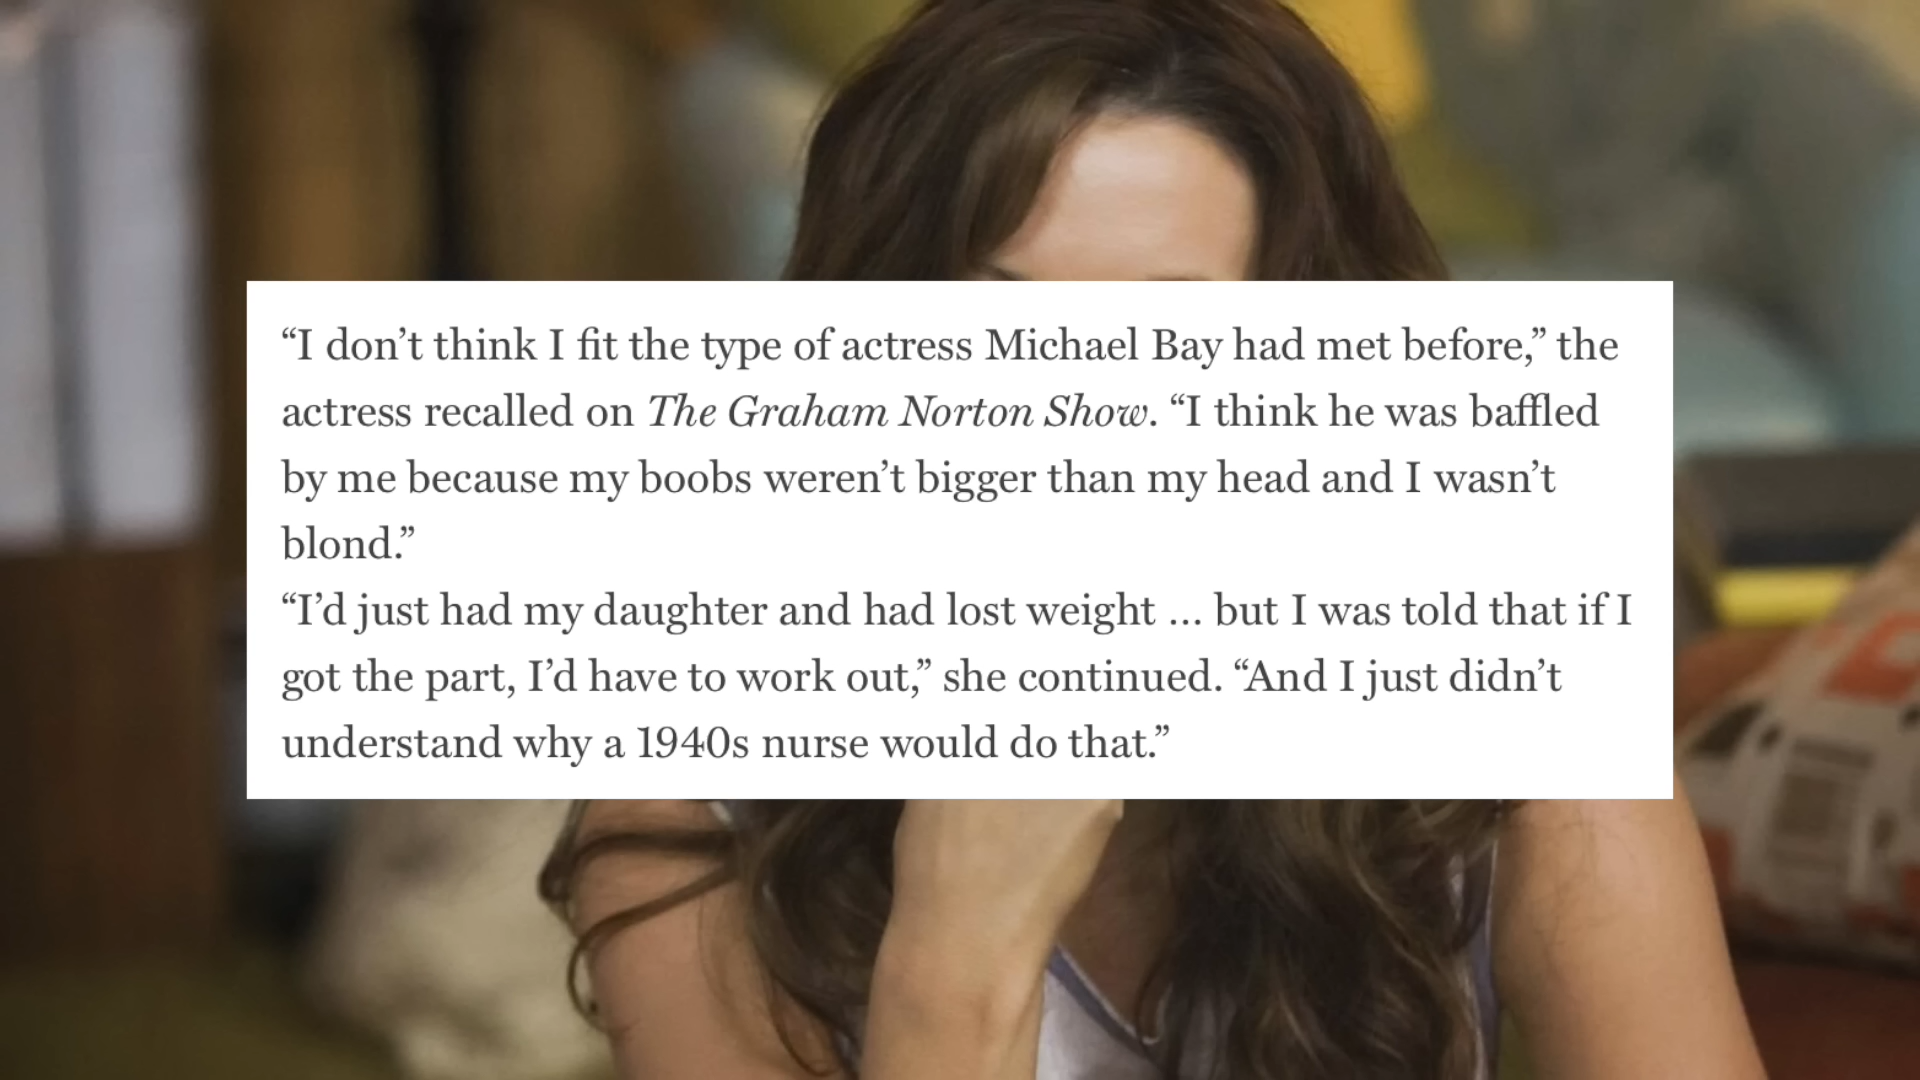 “I don’t think I fit the type of actress Michael Bay had met before,” the
actress recalled on The Graham Norton Show. “I think he was baffled
by me because my boobs weren’t bigger than my head and I wasn’t
blond.”
“I’d just had my daughter and had lost weight ... but I was told that if I
got the part, I’d have to work out,” she continued. “And I just didn’t
understand why a 1940s nurse would do that.”